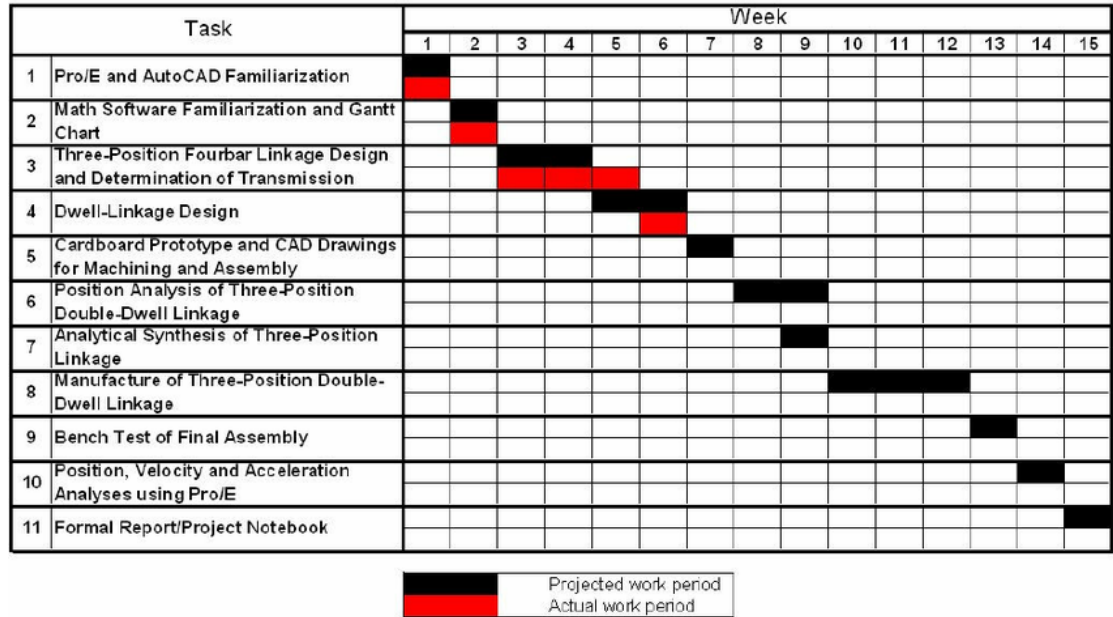 Task
Week
1 2 3 4 5 6 7 8 9 10 11 12 13 14 15
1 Pro/E and AutoCAD Familiarization
2 Math Software Familiarization and Gantt
Chart
3 Three-Position Fourbar Linkage Design
and Determination of Transmission
4 Dwell-Linkage Design
5 Cardboard Prototype and CAD Drawings
for Machining and Assembly
6 Position Analysis of Three-Position
Double-Dwell Linkage
7 Analytical Synthesis of Three-Position
Linkage
8 Manufacture of Three-Position Double-
Dwell Linkage
9 Bench Test of Final Assembly
10 Position, Velocity and Acceleration
Analyses using Pro/E
11 Formal Report/Project Notebook
Projected work period
Actual work period